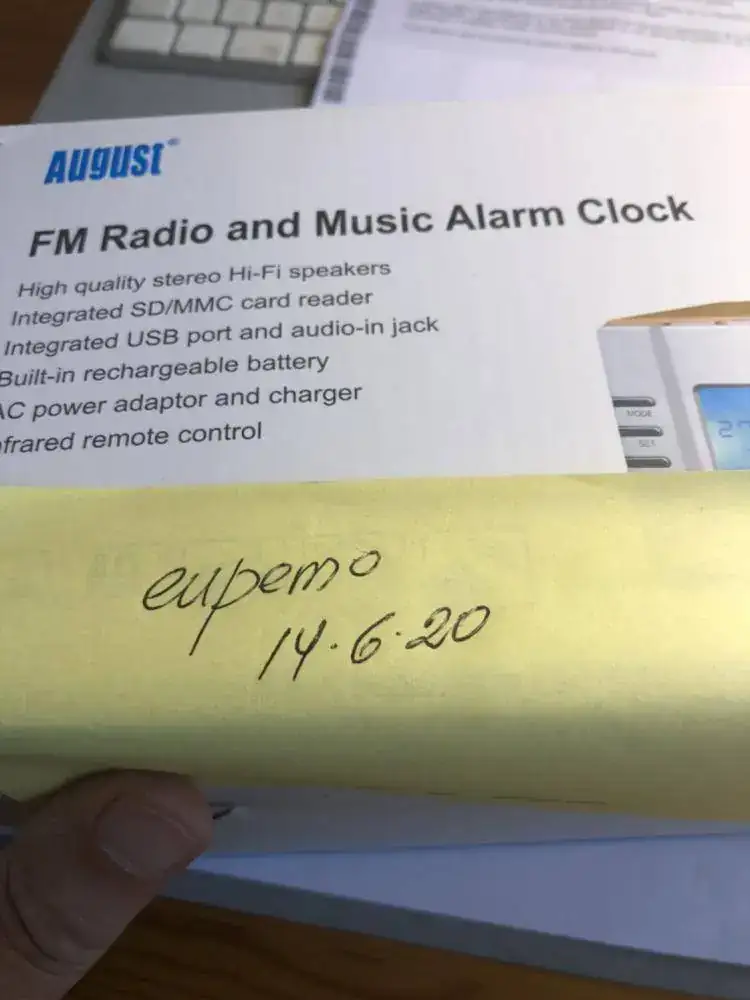 AUGUST®
FM Radio and Music Alarm Clock
High quality stereo Hi-Fi speakers
Integrated SD/MMC card reader
Integrated USB port and audio-in jack
Built-in rechargeable battery
AC power adaptor and charger
nfrared remote control
MODE
SET
eupemo
14.6.20